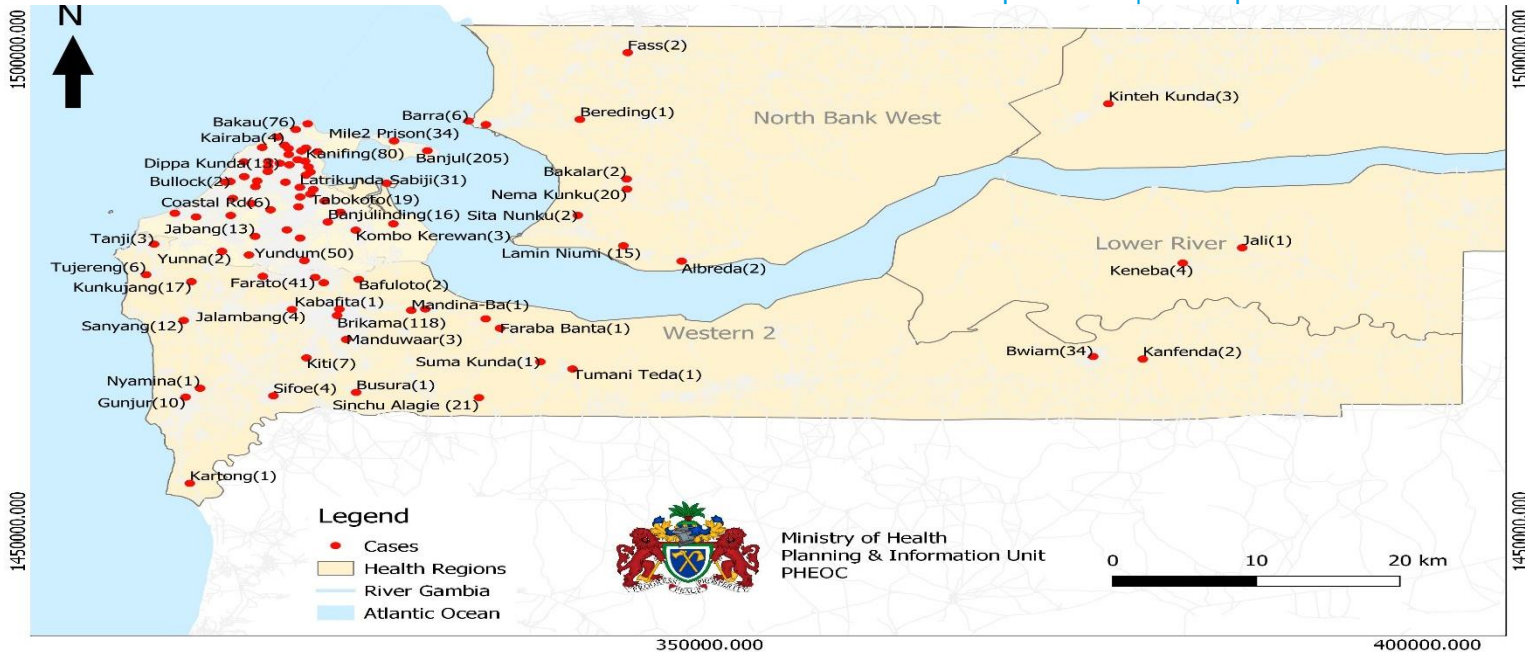 N
1500000.000
1500000.000
Fass(2)
Kinteh Kunda(3)
Bakau(76)
Barra(6)
Bereding(1)
North Bank West
Kairaba(4)
Mile2 Prison(34)
Kanifing(80)
Banjul(205)
Dippa Kunda(13)
Bakalar(2)
Bullock(2)
Latrikunda Sabiji(31)
Nema Kunku(20)
Coastal Rd(6)
Tabokoto(19)
Banjulinding(16)
Sita Nunku(2)
Jabang(13)
Kombo Kerewan(3)
Tanji(3)
Yunna(2)
Yundum(50)
Lamin Niumi (15)
Lower River
Jali(1)
Albreda(2)
Keneba(4)
Tujereng(6)
Kunkujang(17)
Farato(41)
Bafuloto(2)
Kabafita(1)
Mandina-Ba(1)
Sanyang(12)
Jalambang(4)
Brikama(118)
Faraba Banta(1)
Western 2
Manduwaar(3)
Kiti(7)
Suma Kunda(1)
Tumani Teda(1)
Bwiam(34)
Kanfenda(2)
Nyamina(1)
Gunjur(10)
Sifoe(4)
Busura(1)
Sinchu Alagie (21)
Kartong(1)
Legend
Cases
Health Regions
River Gambia
Atlantic Ocean
Ministry of Health
Planning & Information Unit
PHEOC
0 10 20 km
1450000.000
1450000.000
350000.000
400000.000